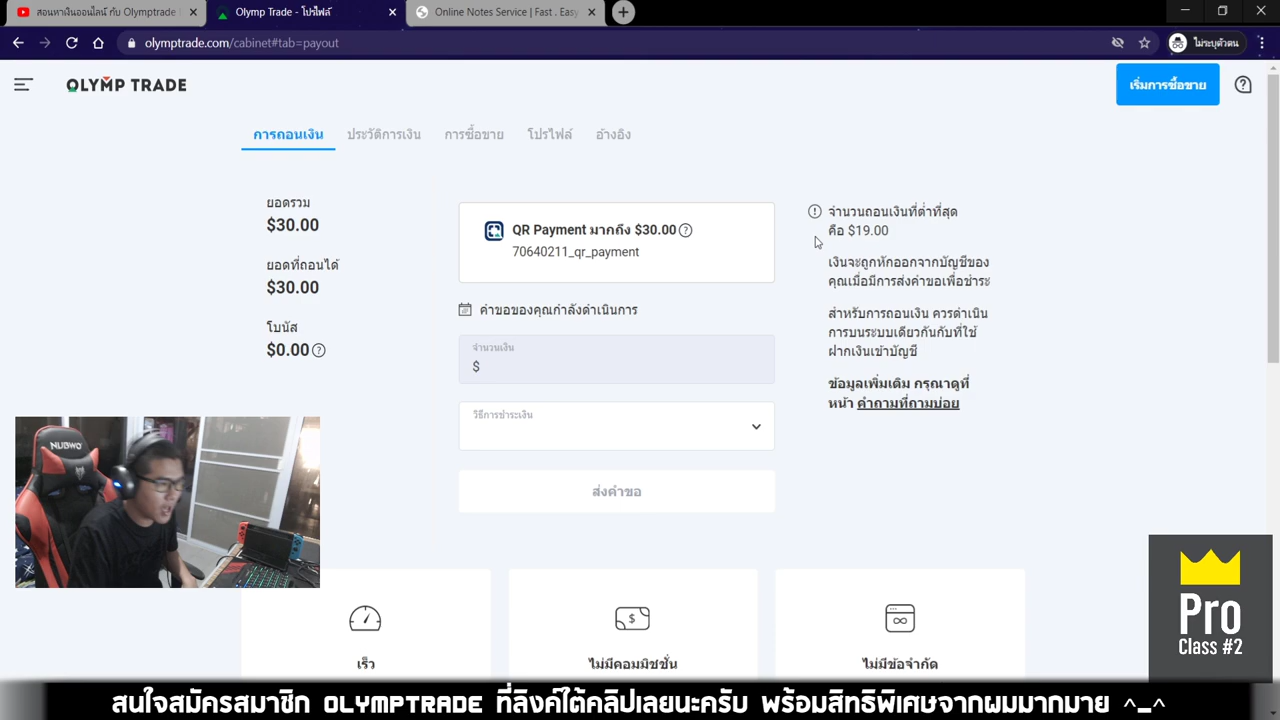 สอนหาฟินออนไลน์ กับ Olymptrade
Olymp Trade - โปรไฟล์
Online Notes Service | Fast . Easy
olymptrade.com/cabinet#tab=payout
ไม่ระบุตัวตน
OLYMP TRADE
เริ่มการซื้อขาย
การถอนเงิน
ประวัติการเงิน
การซื้อขาย
โปรไฟล์
อ้างอิง
ยอดรวม
$30.00
ยอดที่ถอนได้
$30.00
โบนัส
$0.00
QR Payment มากถึง $30.00
70640211_qr_payment
คำขอของคุณกำลังดำเนินการ
จำนวนเงิน
$
วิธีการชำระเงิน
ส่งคำขอ
จำนวนถอนเงินที่ต่ำที่สุด
คือ $19.00
เงินจะถูกหักออกจากบัญชีของ
คุณเมื่อมีการส่งคำขอเพื่อชำระ
สำหรับการถอนเงิน ควรดำเนิน
การบนระบบเดียวกันกับที่ใช้
ฝากเงินเข้าบัญชี
ข้อมูลเพิ่มเติม กรุณาดูที่
หน้า คำถามที่ถามบ่อย
NUBWO
เร็ว
ไม่มีคอมมิชชั่น
ไม่มีข้อจำกัด
Pro
Class #2
สนใจสมัครสมาชิก OLYMPTRADE ที่ลิงค์ใต้คลิปเลยนะครับ พร้อมสิทธิพิเศษจากผมมากมาย ^_^